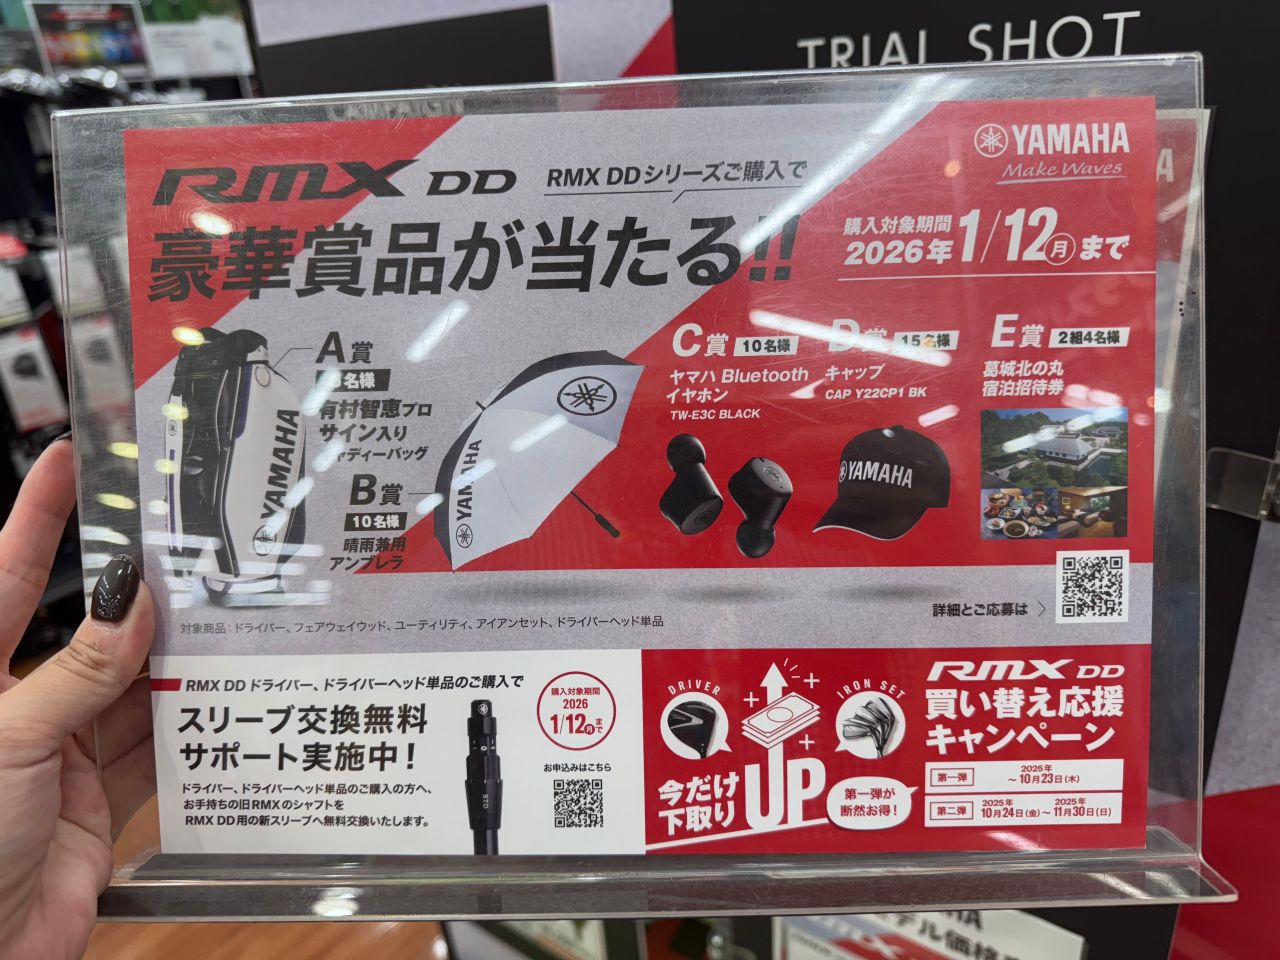 TRIAL SHOT
RMX DD
RMX DDシリーズご購入で
豪華賞品が当たる!!
YAMAHA
Make Waves
購入対象期間
2026年 1/12(月)まで
A賞
名様
有村智恵プロ
サイン入り
キャディーバッグ
YAMAHA
B賞
10名様
晴雨兼用
アンブレラ
YAMAHA
C賞 10名様
ヤマハ Bluetooth
イヤホン
TW-E3C BLACK
D賞 15名様
キャップ
CAP Y22CP1 BK
YAMAHA
E賞 2組4名様
葛城北の丸
宿泊招待券
詳細とご応募は
対象商品:ドライバー、フェアウェイウッド、ユーティリティ、アイアンセット、ドライバーヘッド単品
RMX DD ドライバー、ドライバーヘッド単品のご購入で
スリーブ交換無料
サポート実施中!
ドライバー、ドライバーヘッド単品のご購入の方へ、
お手持ちの旧RMXのシャフトを
RMX DD用の新スリーブへ無料交換いたします。
STD
購入対象期間
2026
1/12(月)まで
お申込みはこちら
DRIVER
IRON SET
今だけ
下取りUP
第一弾が
断然お得!
RMX DD
買い替え応援
キャンペーン
第一弾 2025年 〜10月23日(木)
第二弾 2025年 10月24日(金)〜 2025年 11月30日(日)